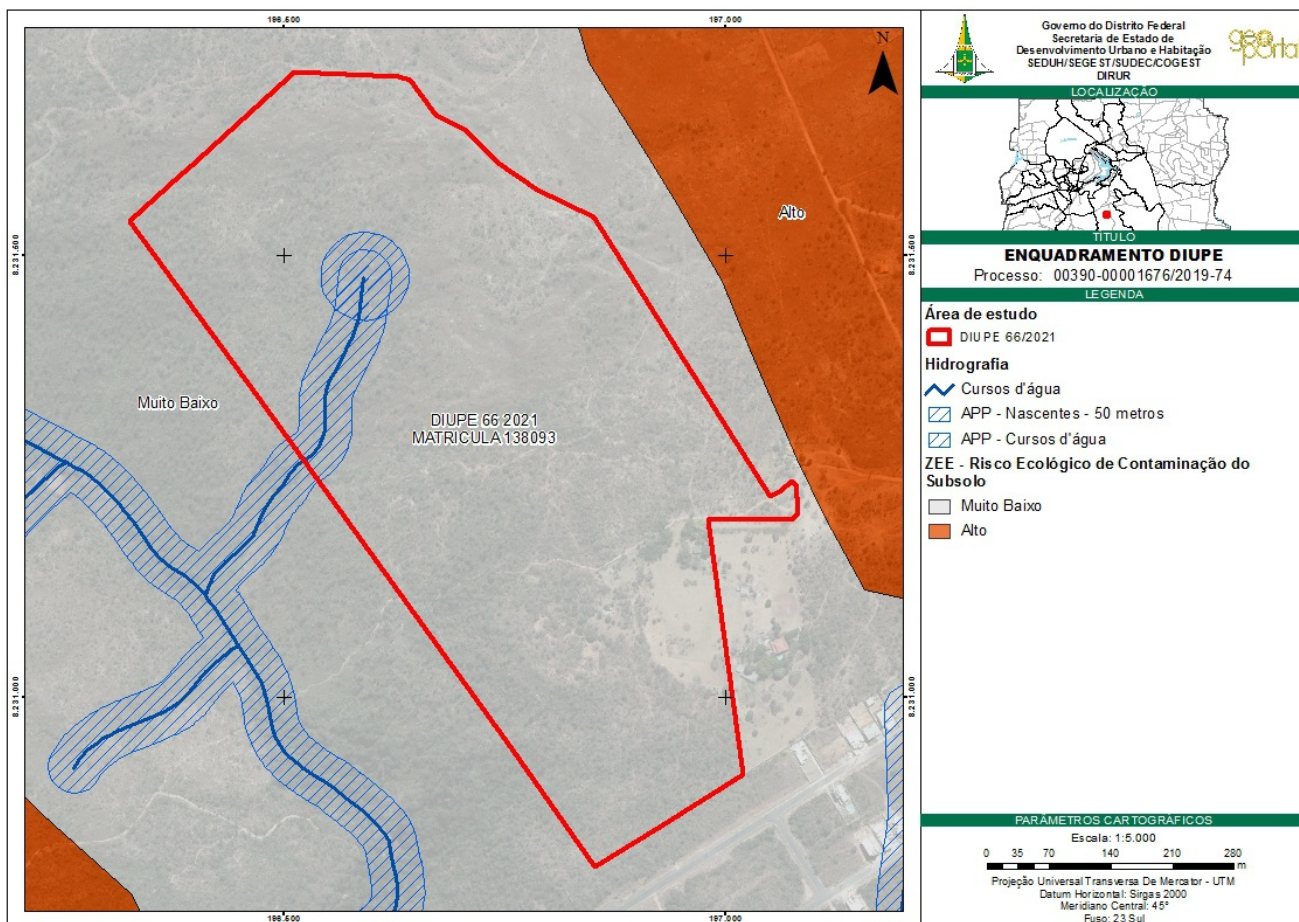 196.500
197.000
N
8.231.500
8.231.500
Alto
Muito Baixo
DIUPE 66 2021
MATRICULA 138093
8.231.000
8.231.000
196.500
197.000
Governo do Distrito Federal
Secretaria de Estado de
Desenvolvimento Urbano e Habitação
SEDUH/SEGEST/SUDEC/COGEST
DIRUR
geo
portal
LOCALIZAÇÃO
TÍTULO
ENQUADRAMENTO DIUPE
Processo: 00390-00001676/2019-74
LEGENDA
Área de estudo
DIUPE 66/2021
Hidrografia
Cursos d'água
APP - Nascentes - 50 metros
APP - Cursos d'água
ZEE - Risco Ecológico de Contaminação do
Subsolo
Muito Baixo
Alto
PARÂMETROS CARTOGRÁFICOS
Escala: 1:5.000
0 35 70 140 210 280
m
Projeção Universal Transversa De Mercator - UTM
Datum Horizontal: Sirgas 2000
Meridiano Central: 45°
Fuso: 23 Sul